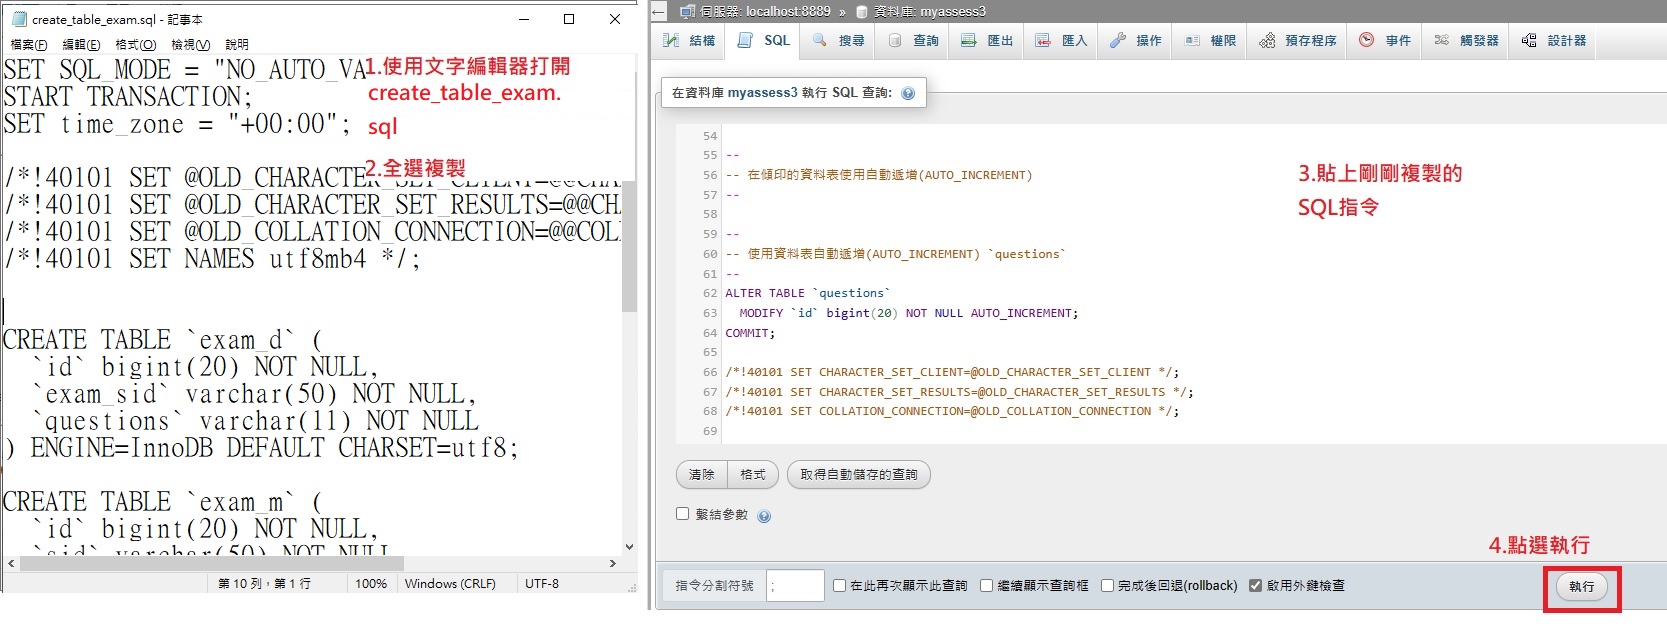 create_table_exam.sql - 記事本
檔案(F) 編輯(E) 格式(O) 檢視(V) 說明
SET SQL_MODE = "NO_AUTO_VA
START TRANSACTION;
SET time_zone = "+00:00";
1.使用文字編輯器打開
create_table_exam.
sql
2.全選複製
/*!40101 SET @OLD_CHARACTER_SET_CLIENT=@@CHA
/*!40101 SET @OLD_CHARACTER_SET_RESULTS=@@CHA
/*!40101 SET @OLD_COLLATION_CONNECTION=@@COLL
/*!40101 SET NAMES utf8mb4 */;
CREATE TABLE `exam_d` (
`id` bigint(20) NOT NULL,
`exam_sid` varchar(50) NOT NULL,
`questions` varchar(11) NOT NULL
) ENGINE=InnoDB DEFAULT CHARSET=utf8;
CREATE TABLE `exam_m` (
`id` bigint(20) NOT NULL,
`sid` varchar(50) NOT NULL
第 10 列，第 1 行 100% Windows (CRLF) UTF-8
伺服器: localhost:8889 » 資料庫: myassess3
結構 SQL 搜尋 查詢 匯出 匯入 操作 權限 預存程序 事件 觸發器 設計器
在資料庫 myassess3 執行 SQL 查詢:
54
55 --
56 -- 在傾印的資料表使用自動遞增(AUTO_INCREMENT)
57 --
58
59 --
60 -- 使用資料表自動遞增(AUTO_INCREMENT) `questions`
61 --
62 ALTER TABLE `questions`
63 MODIFY `id` bigint(20) NOT NULL AUTO_INCREMENT;
64 COMMIT;
65
66 /*!40101 SET CHARACTER_SET_CLIENT=@OLD_CHARACTER_SET_CLIENT */;
67 /*!40101 SET CHARACTER_SET_RESULTS=@OLD_CHARACTER_SET_RESULTS */;
68 /*!40101 SET COLLATION_CONNECTION=@OLD_COLLATION_CONNECTION */;
69
3.貼上剛剛複製的
SQL指令
清除 格式 取得自動儲存的查詢
繫結參數
4.點選執行
指令分割符號 ; 在此再次顯示此查詢 繼續顯示查詢框 完成後回退(rollback) 啟用外鍵檢查 執行